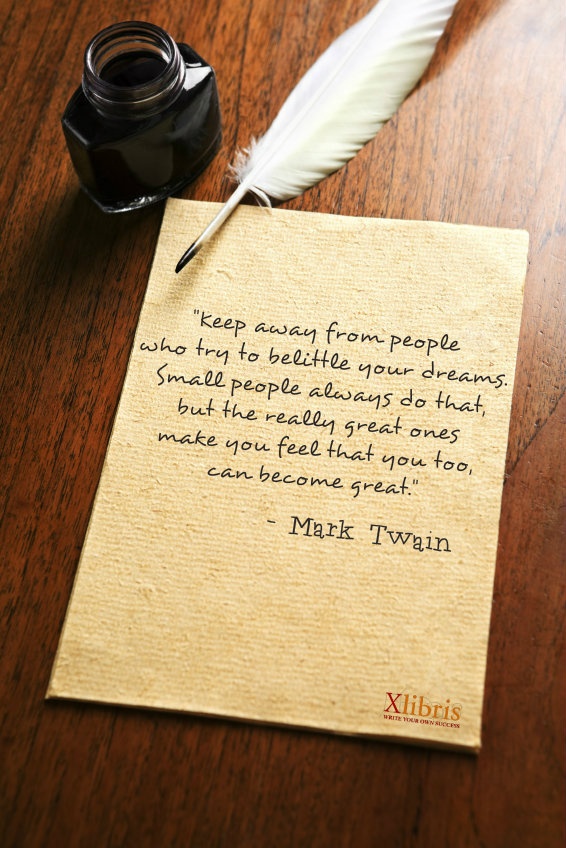 "Keep away from people
who try to belittle your dreams.
Small people always do that,
but the really great ones
make you feel that you too,
can become great."
- Mark Twain
Xlibris
WRITE YOUR OWN SUCCESS